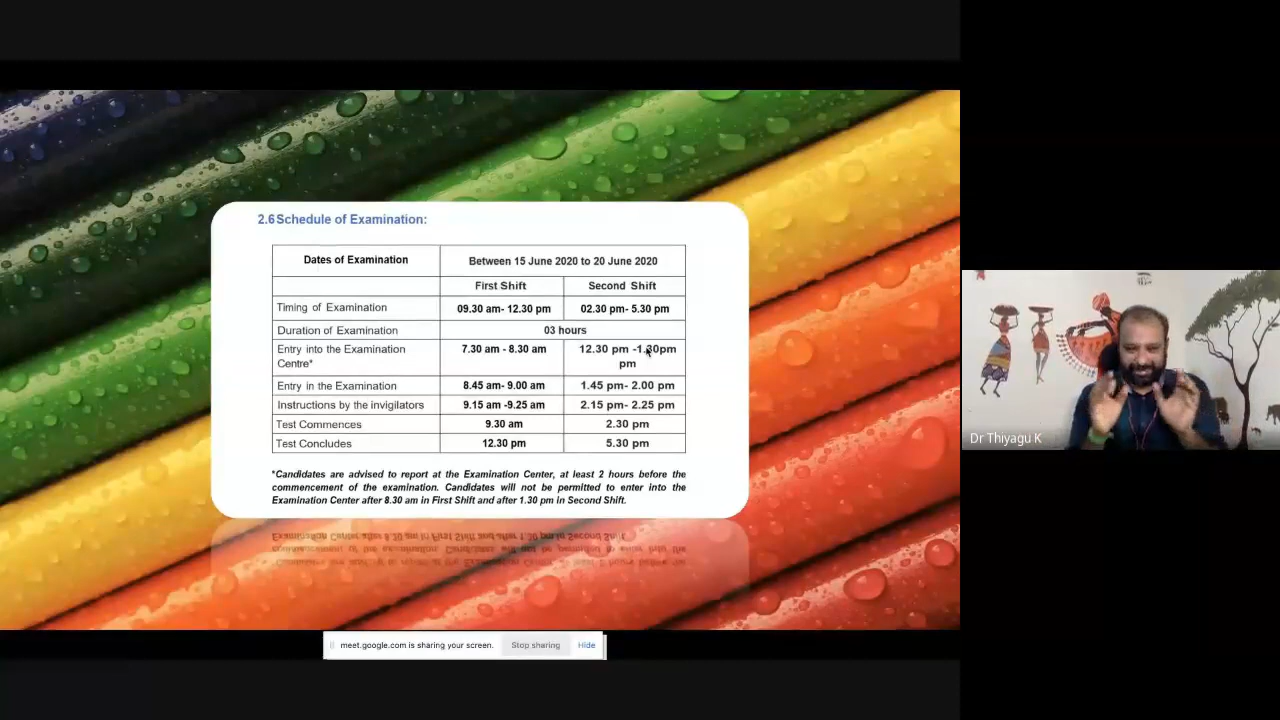 2.6Schedule of Examination:
Dates of Examination
Between 15 June 2020 to 20 June 2020
First Shift
Second Shift
Timing of Examination
09.30 am- 12.30 pm
02.30 pm- 5.30 pm
Duration of Examination
03 hours
Entry into the Examination
Centre*
7.30 am - 8.30 am
12.30 pm -1.30pm
pm
Entry in the Examination
8.45 am- 9.00 am
1.45 pm- 2.00 pm
Instructions by the invigilators
9.15 am -9.25 am
2.15 pm- 2.25 pm
Test Commences
9.30 am
2.30 pm
Test Concludes
12.30 pm
5.30 pm
*Candidates are advised to report at the Examination Center, at least 2 hours before the
commencement of the examination. Candidates will not be permitted to enter into the
Examination Center after 8.30 am in First Shift and after 1.30 pm in Second Shift.
meet.google.com is sharing your screen.
Stop sharing
Hide
Dr Thiyagu K